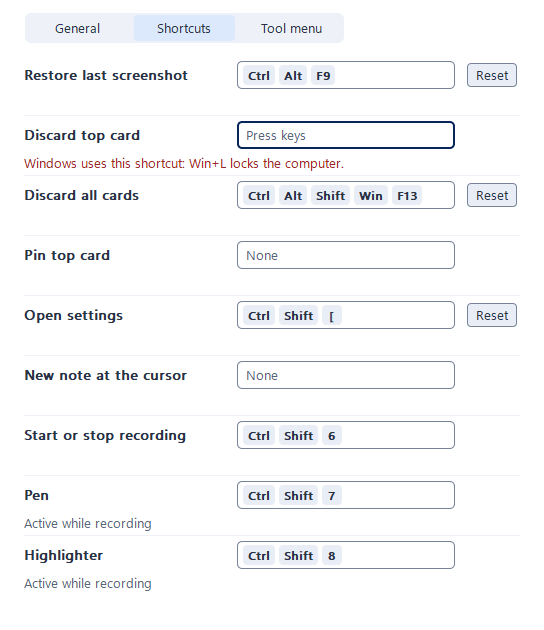 General Shortcuts Tool menu
Restore last screenshot Ctrl Alt F9 Reset
Discard top card Press keys
Windows uses this shortcut: Win+L locks the computer.
Discard all cards Ctrl Alt Shift Win F13 Reset
Pin top card None
Open settings Ctrl Shift [ Reset
New note at the cursor None
Start or stop recording Ctrl Shift 6
Pen Ctrl Shift 7
Active while recording
Highlighter Ctrl Shift 8
Active while recording